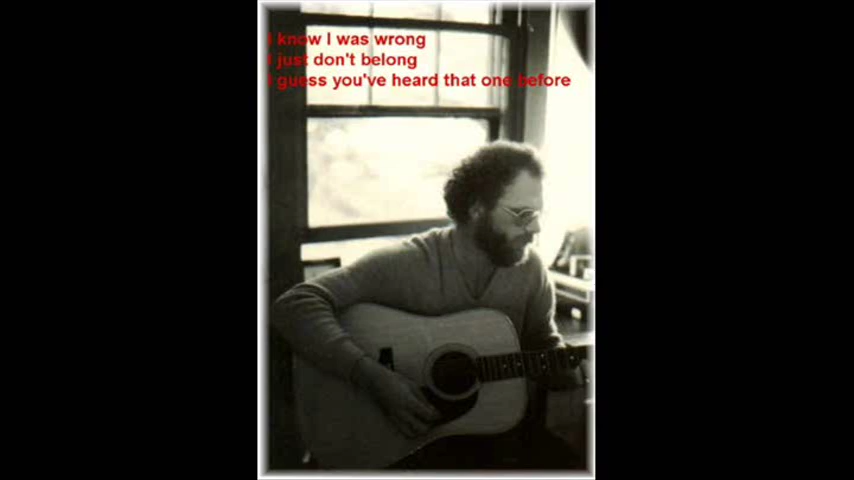 I know I was wrong
I just don't belong
I guess you've heard that one before